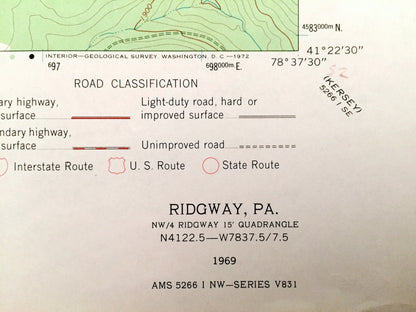 1900
4583000m N.
41°22'30"
INTERIOR—GEOLOGICAL SURVEY WASHINGTON D C —1972
78°37'30"
697
698000m E.
ROAD CLASSIFICATION
(KERSEY)
5266 I SE
ary highway,
surface
Light-duty road, hard or
improved surface
ndary highway,
surface
Unimproved road
Interstate Route
U. S. Route
State Route
RIDGWAY, PA.
NW/4 RIDGWAY 15' QUADRANGLE
N4122.5—W7837.5/7.5
1969
AMS 5266 I NW—SERIES V831